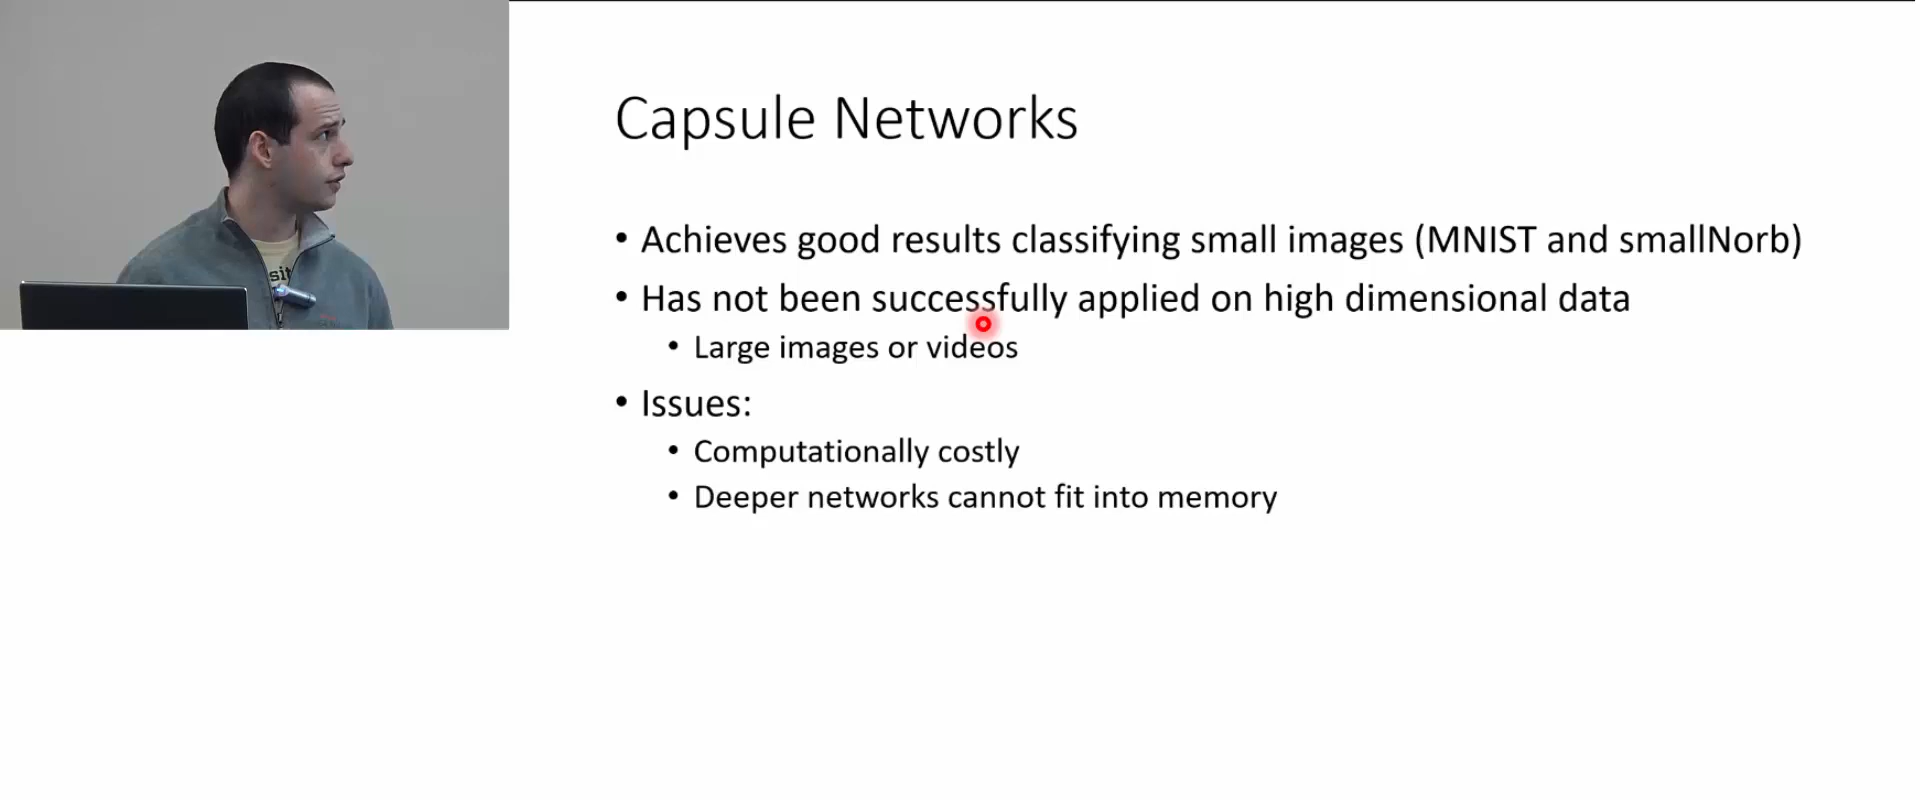 Capsule Networks
• Achieves good results classifying small images (MNIST and smallNorb)
• Has not been successfully applied on high dimensional data
• Large images or videos
• Issues:
• Computationally costly
• Deeper networks cannot fit into memory